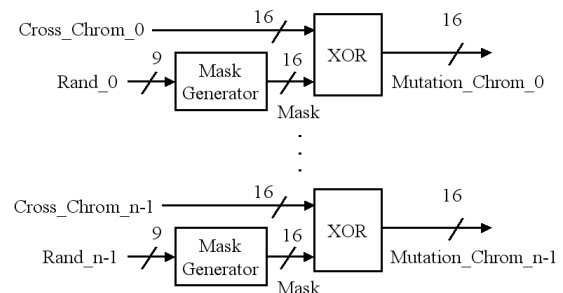 Cross_Chrom_0
16
16
Rand_0
9
Mask
Generator
16
Mask
XOR
Mutation_Chrom_0
Cross_Chrom_n-1
16
16
Rand_n-1
9
Mask
Generator
16
Mask
XOR
Mutation_Chrom_n-1